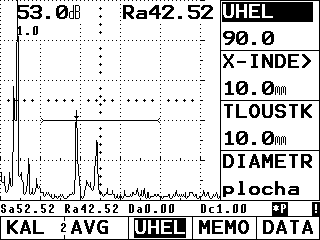 53.0dB Ra42.52
1.0
UHEL
90.0
X-INDE>
10.0mm
TLOUSTK
10.0mm
DIAMETR
plocha
Sa52.52 Ra42.52 Da0.00 Dc1.00 *P !
KAL 2 AVG UHEL MEMO DATA